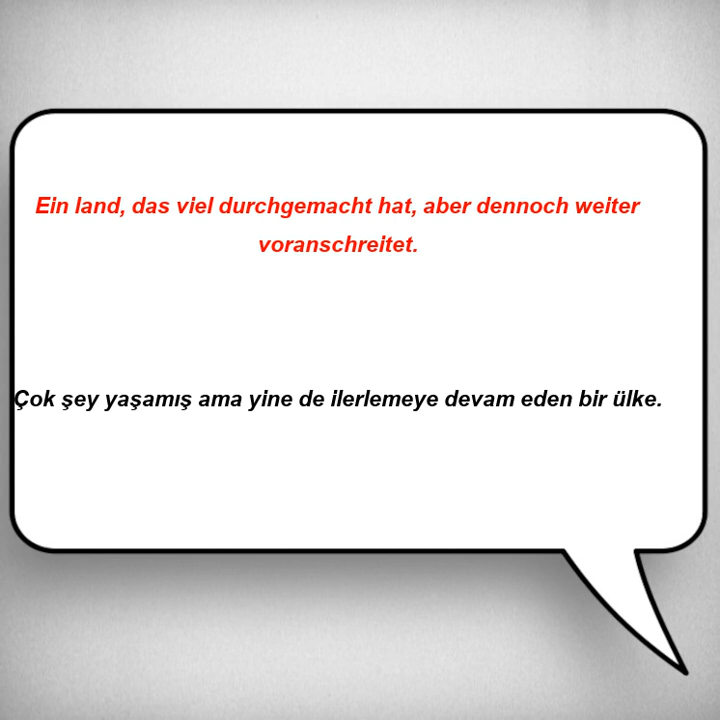 Ein land, das viel durchgemacht hat, aber dennoch weiter
voranschreitet.
Çok şey yaşamış ama yine de ilerlemeye devam eden bir ülke.